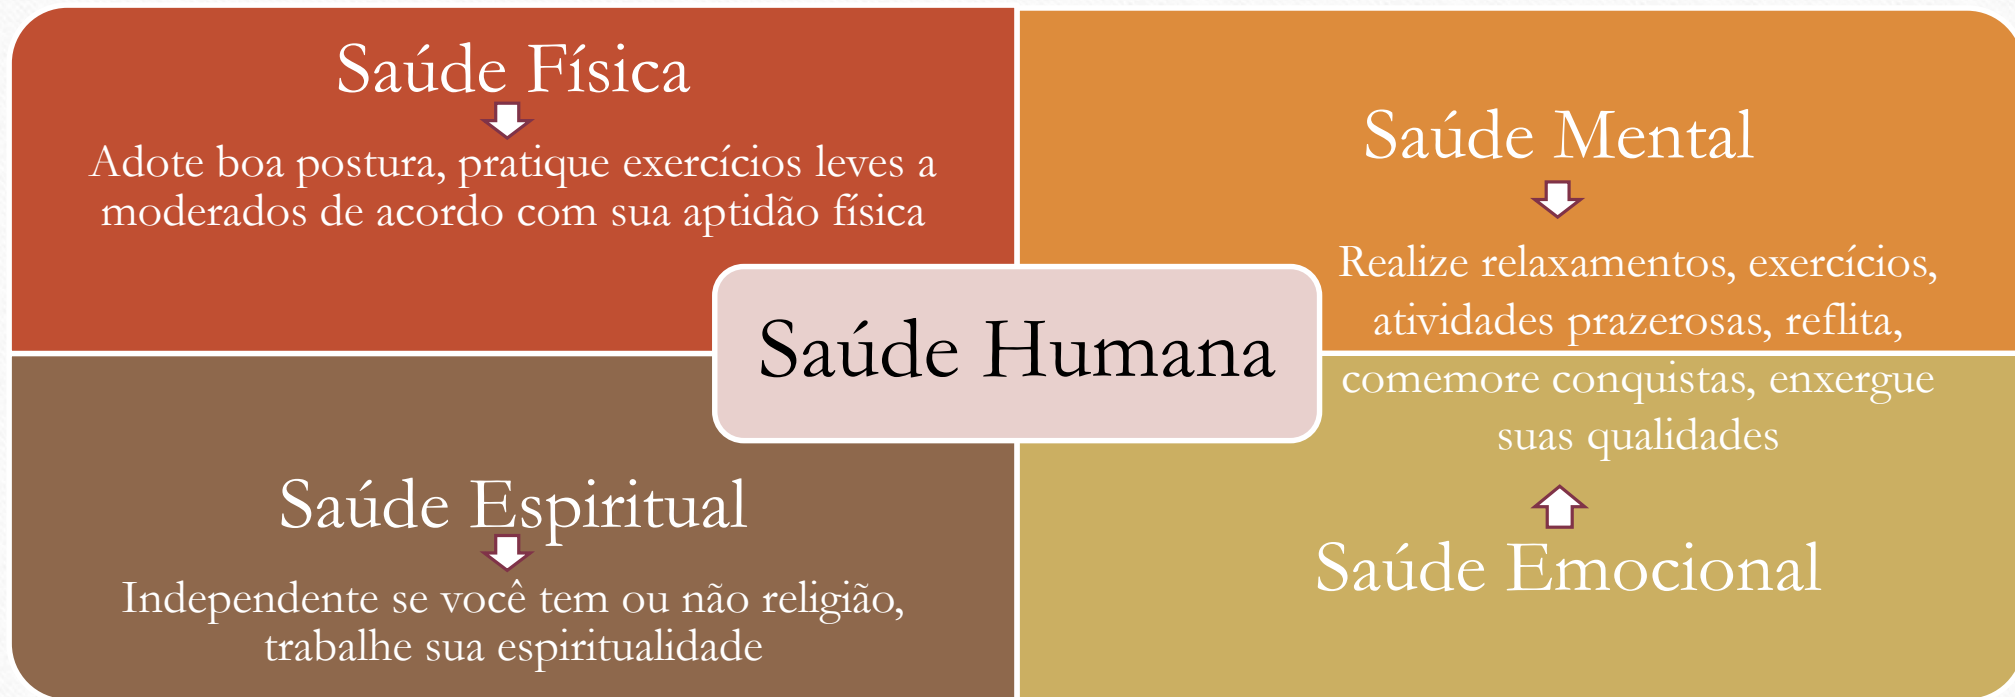 Saúde Física
Adote boa postura, pratique exercícios leves a
moderados de acordo com sua aptidão física
Saúde Mental
Realize relaxamentos, exercícios,
atividades prazerosas, reflita,
comemore conquistas, enxergue
suas qualidades
Saúde Humana
Saúde Espiritual
Independente se você tem ou não religião,
trabalhe sua espiritualidade
Saúde Emocional